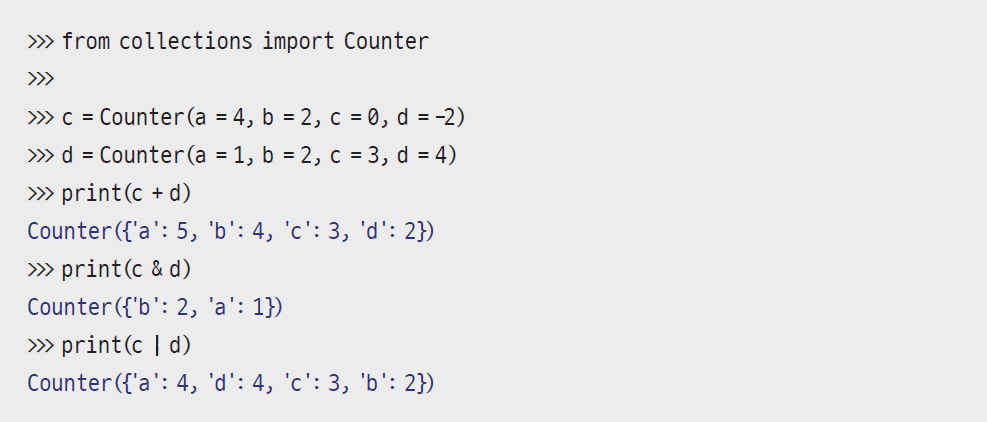 >>> from collections import Counter
>>>
>>> c = Counter(a = 4, b = 2, c = 0, d = -2)
>>> d = Counter(a = 1, b = 2, c = 3, d = 4)
>>> print(c + d)
Counter({'a': 5, 'b': 4, 'c': 3, 'd': 2})
>>> print(c & d)
Counter({'b': 2, 'a': 1})
>>> print(c | d)
Counter({'a': 4, 'd': 4, 'c': 3, 'b': 2})